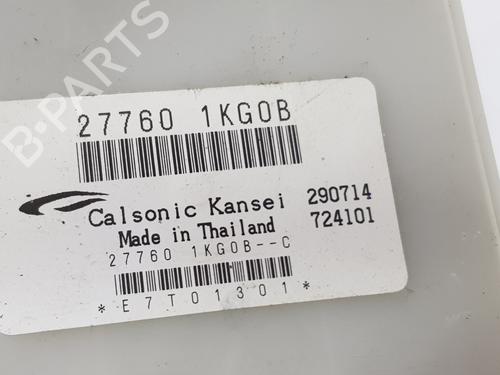 B-PARTS
27760 1KG0B
Calsonic Kansei 290714
Made in Thailand 724101
27760 1KG0B--C
*E7T01301*